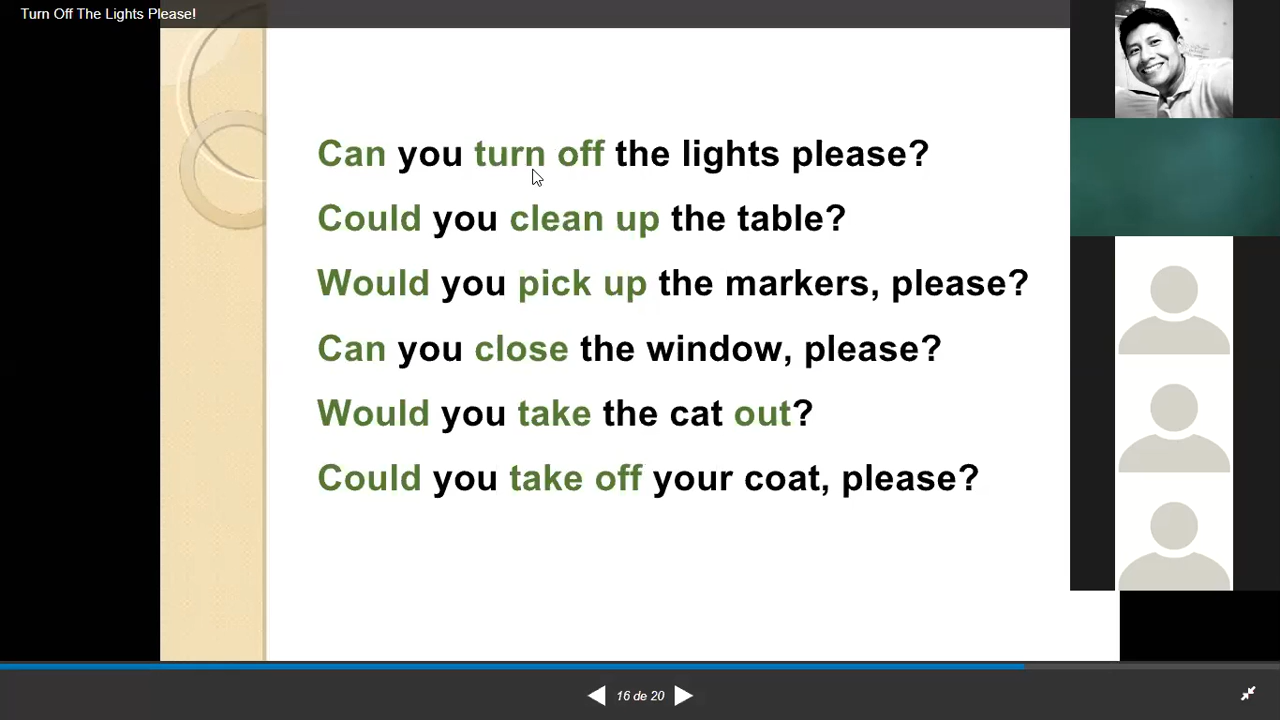 Turn Off The Lights Please!
Can you turn off the lights please?
Could you clean up the table?
Would you pick up the markers, please?
Can you close the window, please?
Would you take the cat out?
Could you take off your coat, please?
16 de 20